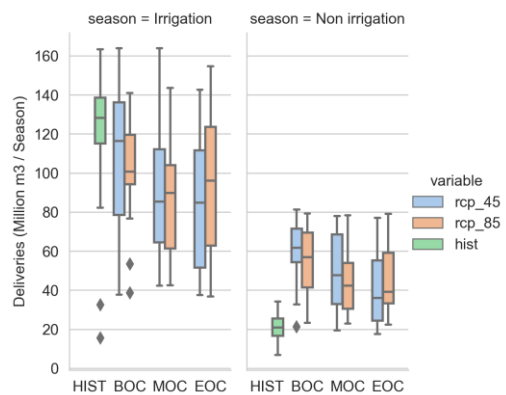 season = Irrigation
season = Non irrigation
Deliveries (Million m3 / Season)
160
140
120
100
80
60
40
20
0
HIST BOC MOC EOC
HIST BOC MOC EOC
variable
rcp_45
rcp_85
hist